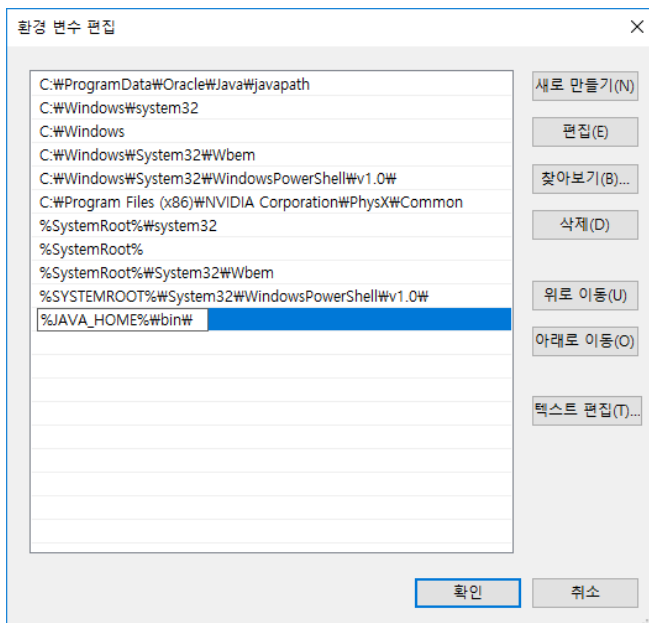 환경 변수 편집
C:₩ProgramData₩Oracle₩Java₩javapath
C:₩Windows₩system32
C:₩Windows
C:₩Windows₩System32₩Wbem
C:₩Windows₩System32₩WindowsPowerShell₩v1.0₩
C:₩Program Files (x86)₩NVIDIA Corporation₩PhysX₩Common
%SystemRoot%₩system32
%SystemRoot%
%SystemRoot%₩System32₩Wbem
%SYSTEMROOT%₩System32₩WindowsPowerShell₩v1.0₩
%JAVA_HOME%₩bin₩
새로 만들기(N)
편집(E)
찾아보기(B)...
삭제(D)
위로 이동(U)
아래로 이동(O)
텍스트 편집(T)...
확인
취소